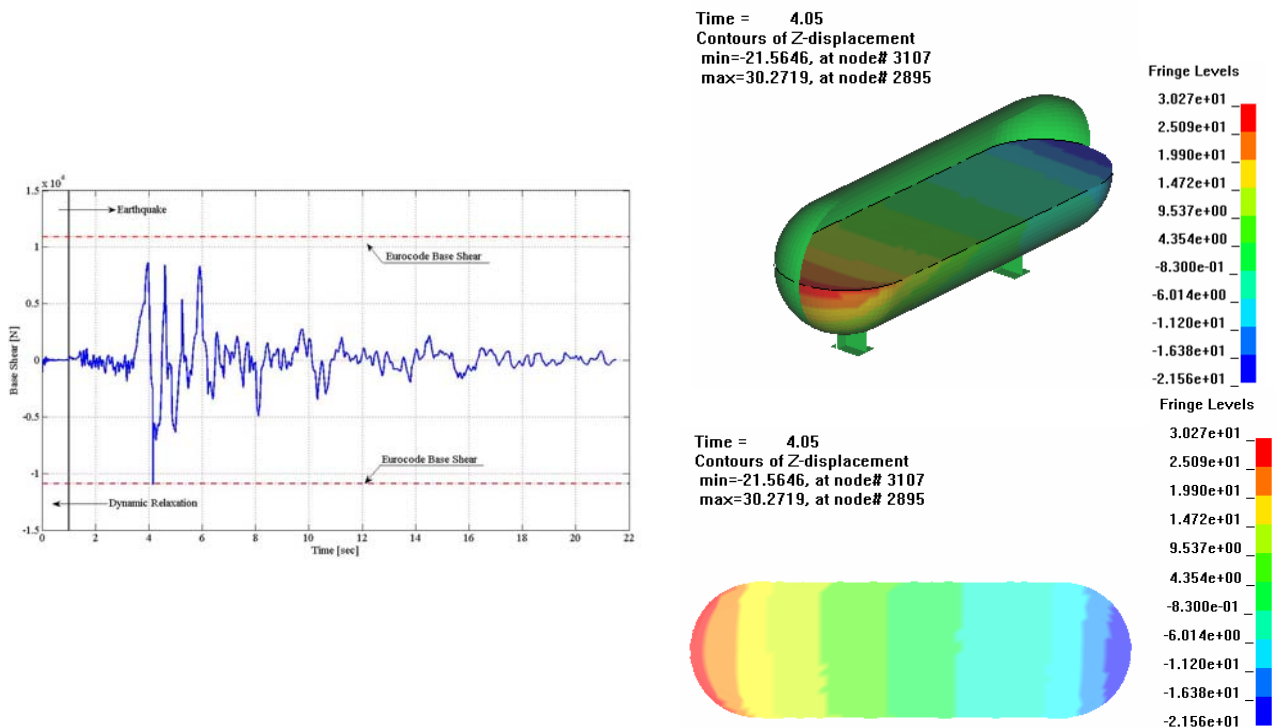 1.5 x 10^4
Earthquake
1
Eurocode Base Shear
0.5
Base Shear [N]
0
-0.5
Eurocode Base Shear
-1
Dynamic Relaxation
-1.5
0 2 4 6 8 10 12 14 16 18 20 22
Time [sec]
Time = 4.05
Contours of Z-displacement
min=-21.5646, at node# 3107
max=30.2719, at node# 2895
Fringe Levels
3.027e+01
2.509e+01
1.990e+01
1.472e+01
9.537e+00
4.354e+00
-8.300e-01
-6.014e+00
-1.120e+01
-1.638e+01
-2.156e+01
Time = 4.05
Contours of Z-displacement
min=-21.5646, at node# 3107
max=30.2719, at node# 2895
Fringe Levels
3.027e+01
2.509e+01
1.990e+01
1.472e+01
9.537e+00
4.354e+00
-8.300e-01
-6.014e+00
-1.120e+01
-1.638e+01
-2.156e+01